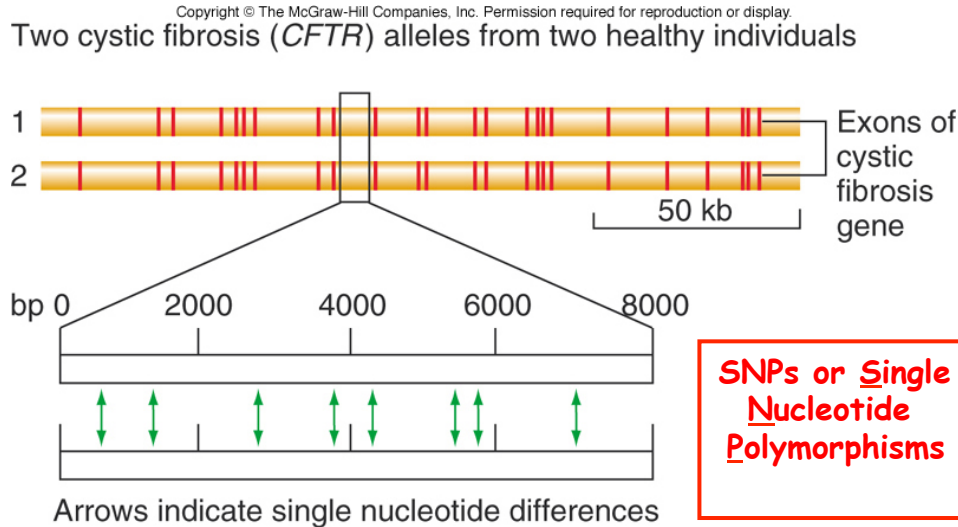 Copyright © The McGraw-Hill Companies, Inc. Permission required for reproduction or display.
Two cystic fibrosis (CFTR) alleles from two healthy individuals
1
2
Exons of
cystic
fibrosis
gene
50 kb
bp 0 2000 4000 6000 8000
SNPs or Single
Nucleotide
Polymorphisms
Arrows indicate single nucleotide differences